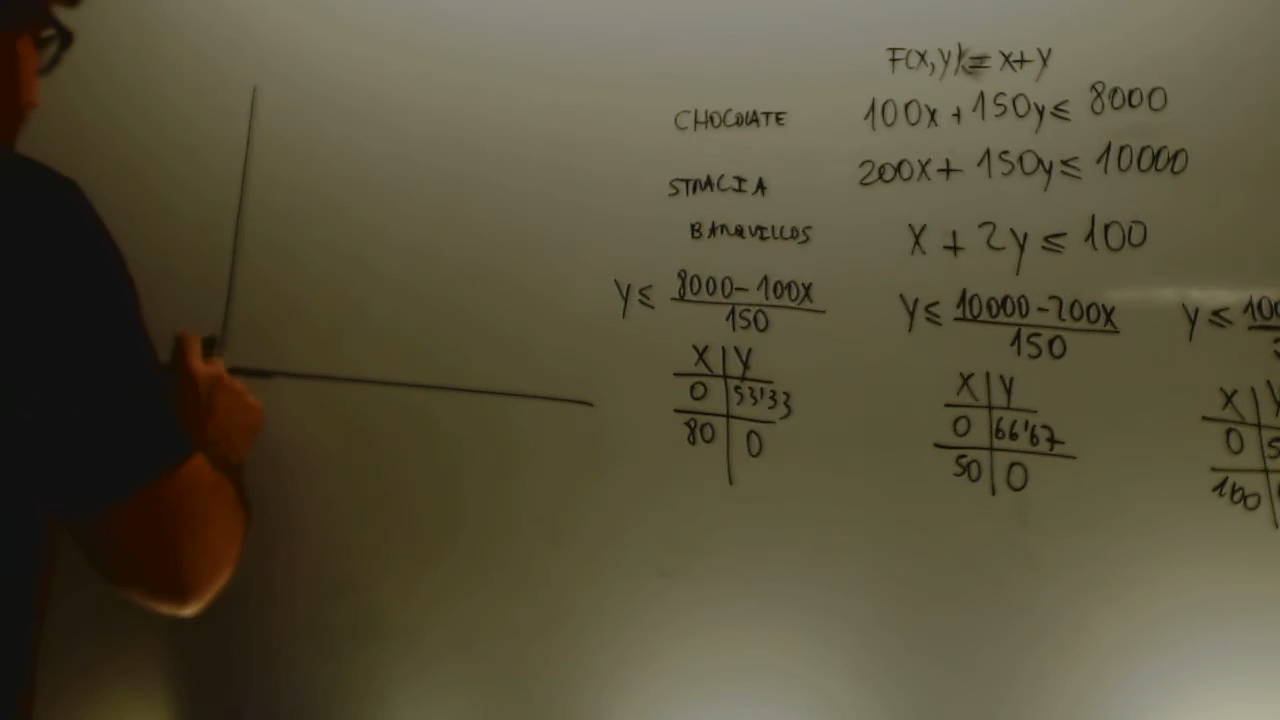 F(x,y) = x+y
CHOCOLATE 100x + 150y ≤ 8000
STRACIA 200x + 150y ≤ 10000
BARQUILLOS x + 2y ≤ 100
y ≤ (8000 - 100x)/150 y ≤ (10000 - 200x)/150 y ≤
x | y x | y x | y
0 | 53'33 0 | 66'67 0
80 | 0 50 | 0 100